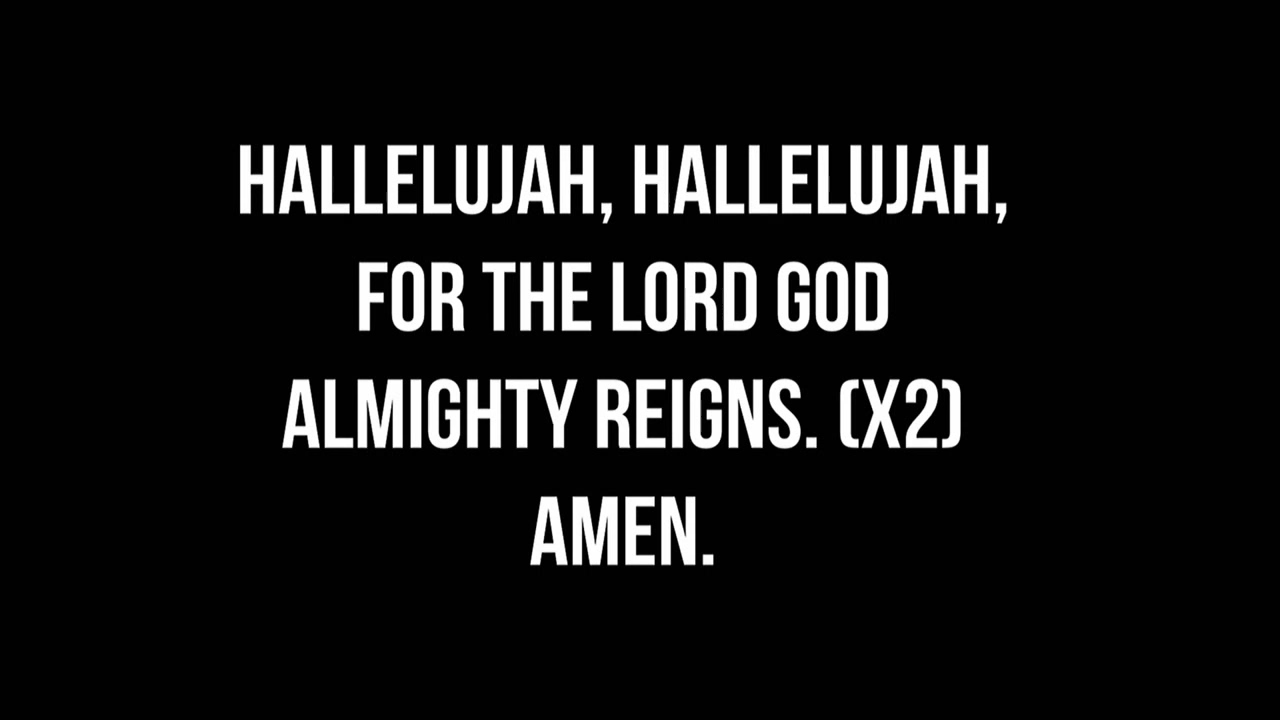 HALLELUJAH, HALLELUJAH,
FOR THE LORD GOD
ALMIGHTY REIGNS. (X2)
AMEN.